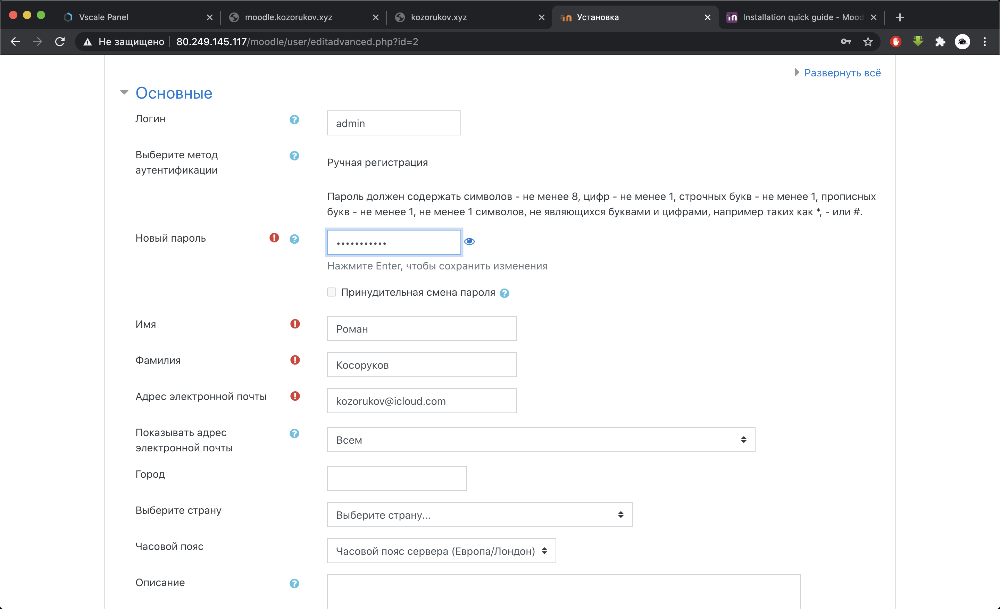 Vscale Panel
moodle.kozorukov.xyz
kozorukov.xyz
Установка
Installation quick guide - Mood
Не защищено
80.249.145.117/moodle/user/editadvanced.php?id=2
Развернуть всё
Основные
Логин
admin
Выберите метод
аутентификации
Ручная регистрация
Пароль должен содержать символов - не менее 8, цифр - не менее 1, строчных букв - не менее 1, прописных
букв - не менее 1, не менее 1 символов, не являющихся буквами и цифрами, например таких как *, - или #.
Новый пароль
•••••••••••
Нажмите Enter, чтобы сохранить изменения
Принудительная смена пароля
Имя
Роман
Фамилия
Косоруков
Адрес электронной почты
kozorukov@icloud.com
Показывать адрес
электронной почты
Всем
Город
Выберите страну
Выберите страну...
Часовой пояс
Часовой пояс сервера (Европа/Лондон)
Описание